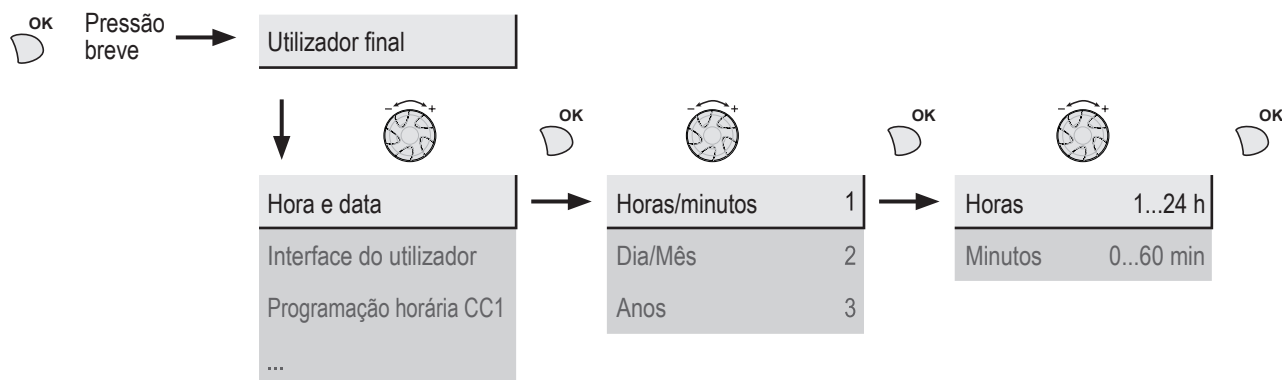 OK
Pressão
breve
Utilizador final
- +
OK
- +
OK
- +
OK
Hora e data
Horas/minutos 1
Horas 1...24 h
Interface do utilizador
Dia/Mês 2
Minutos 0...60 min
Programação horária CC1
Anos 3
...